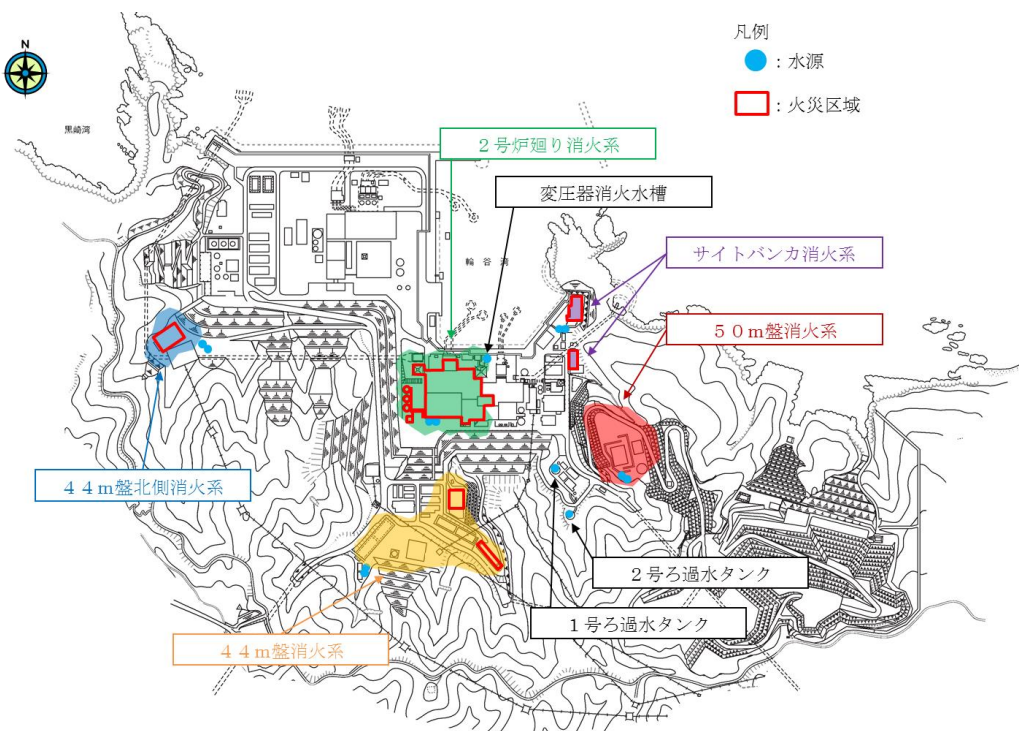 N
凡例
：水源
：火災区域
黒崎湾
２号炉廻り消火系
変圧器消火水槽
輪谷湾
サイトバンカ消火系
５０ｍ盤消火系
４４ｍ盤北側消火系
２号ろ過水タンク
１号ろ過水タンク
４４ｍ盤消火系